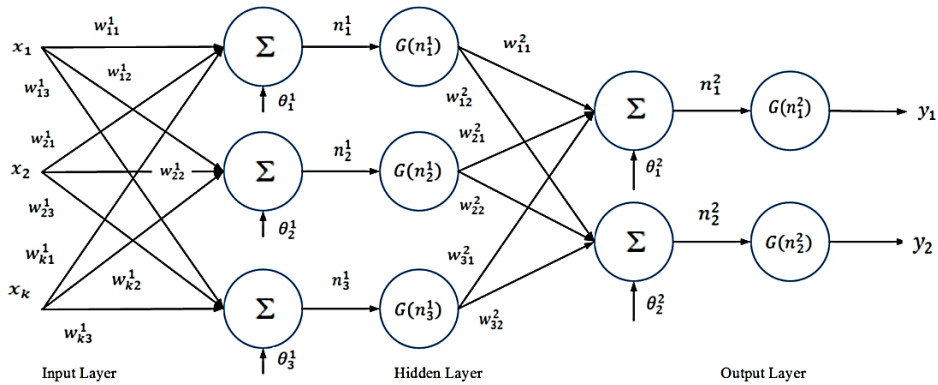 x₁ w¹₁₁ Σ n¹₁ G(n¹₁) w²₁₁
w¹₁₃ w¹₁₂ θ¹₁ w²₁₂ Σ n²₁ G(n²₁) y₁
w¹₂₁ w²₂₁
x₂ w¹₂₂ Σ n¹₂ G(n¹₂) θ²₁
w¹₂₃ θ¹₂ w²₂₂
w¹ₖ₁ w²₃₁ Σ n²₂ G(n²₂) y₂
xₖ w¹ₖ₂ Σ n¹₃ G(n¹₃) θ²₂
w¹ₖ₃ θ¹₃ w²₃₂
Input Layer Hidden Layer Output Layer